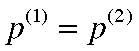 p^{(1)} = p^{(2)}